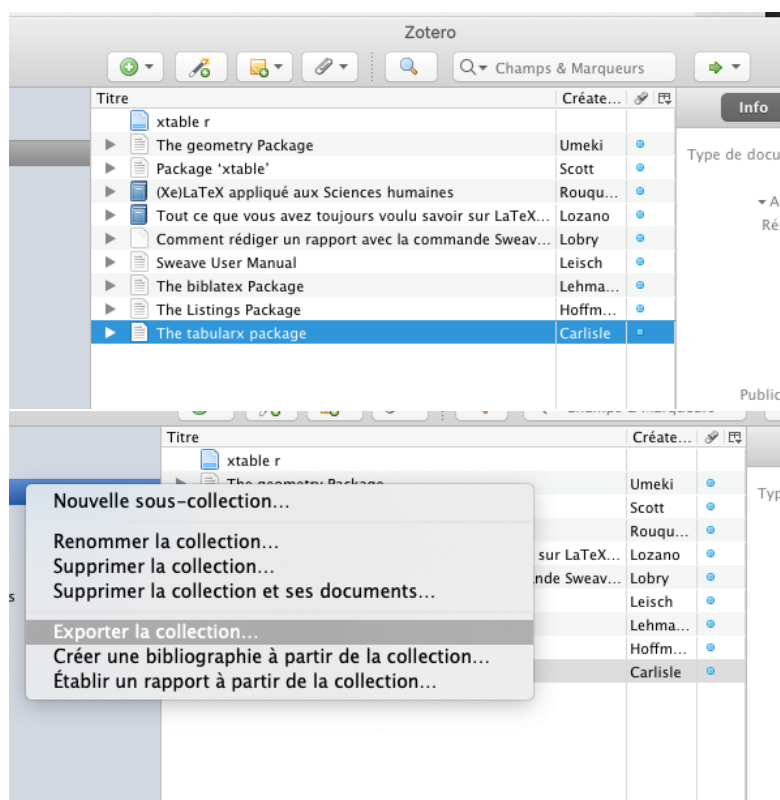 Zotero
Champs & Marqueurs
Titre Créate...
Info
xtable r
The geometry Package Umeki
Type de docu
Package ‘xtable’ Scott
(Xe)LaTeX appliqué aux Sciences humaines Rouqu...
A
Tout ce que vous avez toujours voulu savoir sur LaTeX... Lozano
Ré
Comment rédiger un rapport avec la commande Sweav... Lobry
Sweave User Manual Leisch
The biblatex Package Lehma...
The Listings Package Hoffm...
The tabularx package Carlisle
Public
Titre Créate...
xtable r
The geometry Package Umeki
Typ
Nouvelle sous-collection...
Scott
Rouqu...
Renommer la collection...
sur LaTeX... Lozano
Supprimer la collection...
nde Sweav... Lobry
Supprimer la collection et ses documents...
s
Leisch
Lehma...
Exporter la collection...
Hoffm...
Créer une bibliographie à partir de la collection...
Carlisle
Établir un rapport à partir de la collection...